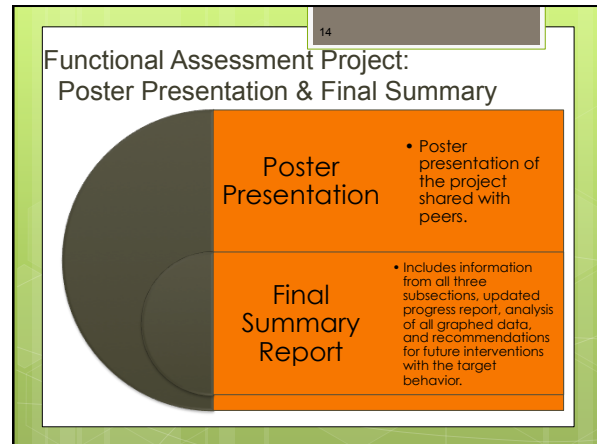 14
Functional Assessment Project:
Poster Presentation & Final Summary
Poster
Presentation
• Poster
presentation of
the project
shared with
peers.
Final
Summary
Report
• Includes information
from all three
subsections, updated
progress report, analysis
of all graphed data,
and recommendations
for future interventions
with the target
behavior.